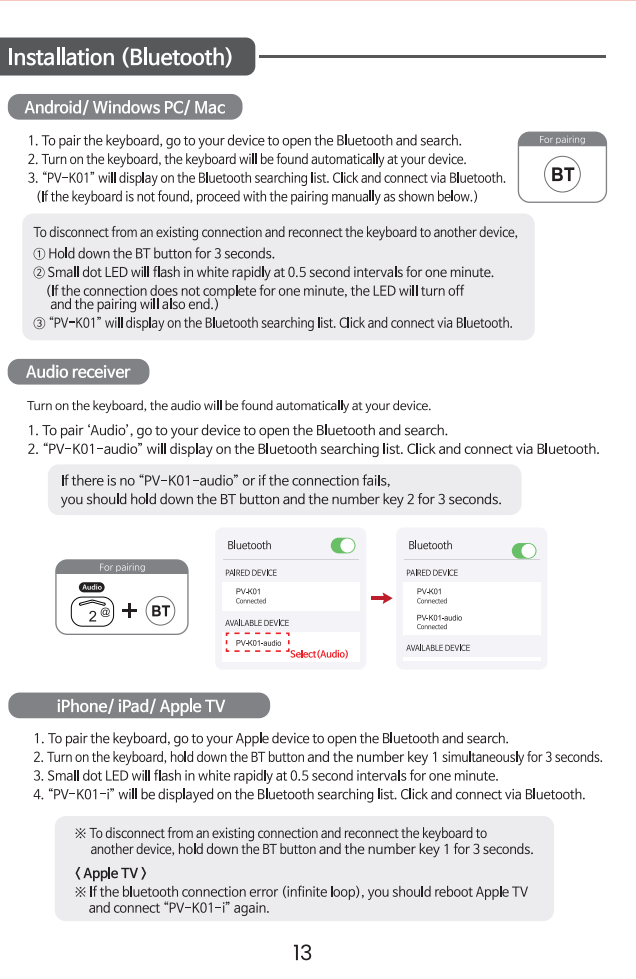 Installation (Bluetooth)
Android/ Windows PC/ Mac
1. To pair the keyboard, go to your device to open the Bluetooth and search.
2. Turn on the keyboard, the keyboard will be found automatically at your device.
3. “PV-K01” will display on the Bluetooth searching list. Click and connect via Bluetooth.
(If the keyboard is not found, proceed with the pairing manually as shown below.)
For pairing
BT
To disconnect from an existing connection and reconnect the keyboard to another device,
① Hold down the BT button for 3 seconds.
② Small dot LED will flash in white rapidly at 0.5 second intervals for one minute.
(If the connection does not complete for one minute, the LED will turn off
and the pairing will also end.)
③ “PV-K01” will display on the Bluetooth searching list. Click and connect via Bluetooth.
Audio receiver
Turn on the keyboard, the audio will be found automatically at your device.
1. To pair ‘Audio’, go to your device to open the Bluetooth and search.
2. “PV-K01-audio” will display on the Bluetooth searching list. Click and connect via Bluetooth.
If there is no “PV-K01-audio” or if the connection fails,
you should hold down the BT button and the number key 2 for 3 seconds.
For pairing
Audio
2 @ + BT
Bluetooth
PAIRED DEVICE
PV-K01
Connected
AVAILABLE DEVICE
PV-K01-audio
Select(Audio)
Bluetooth
PAIRED DEVICE
PV-K01
Connected
PV-K01-audio
Connected
AVAILABLE DEVICE
iPhone/ iPad/ Apple TV
1. To pair the keyboard, go to your Apple device to open the Bluetooth and search.
2. Turn on the keyboard, hold down the BT button and the number key 1 simultaneously for 3 seconds.
3. Small dot LED will flash in white rapidly at 0.5 second intervals for one minute.
4. “PV-K01-i” will be displayed on the Bluetooth searching list. Click and connect via Bluetooth.
※ To disconnect from an existing connection and reconnect the keyboard to
another device, hold down the BT button and the number key 1 for 3 seconds.
〈 Apple TV 〉
※ If the bluetooth connection error (infinite loop), you should reboot Apple TV
and connect “PV-K01-i” again.
13